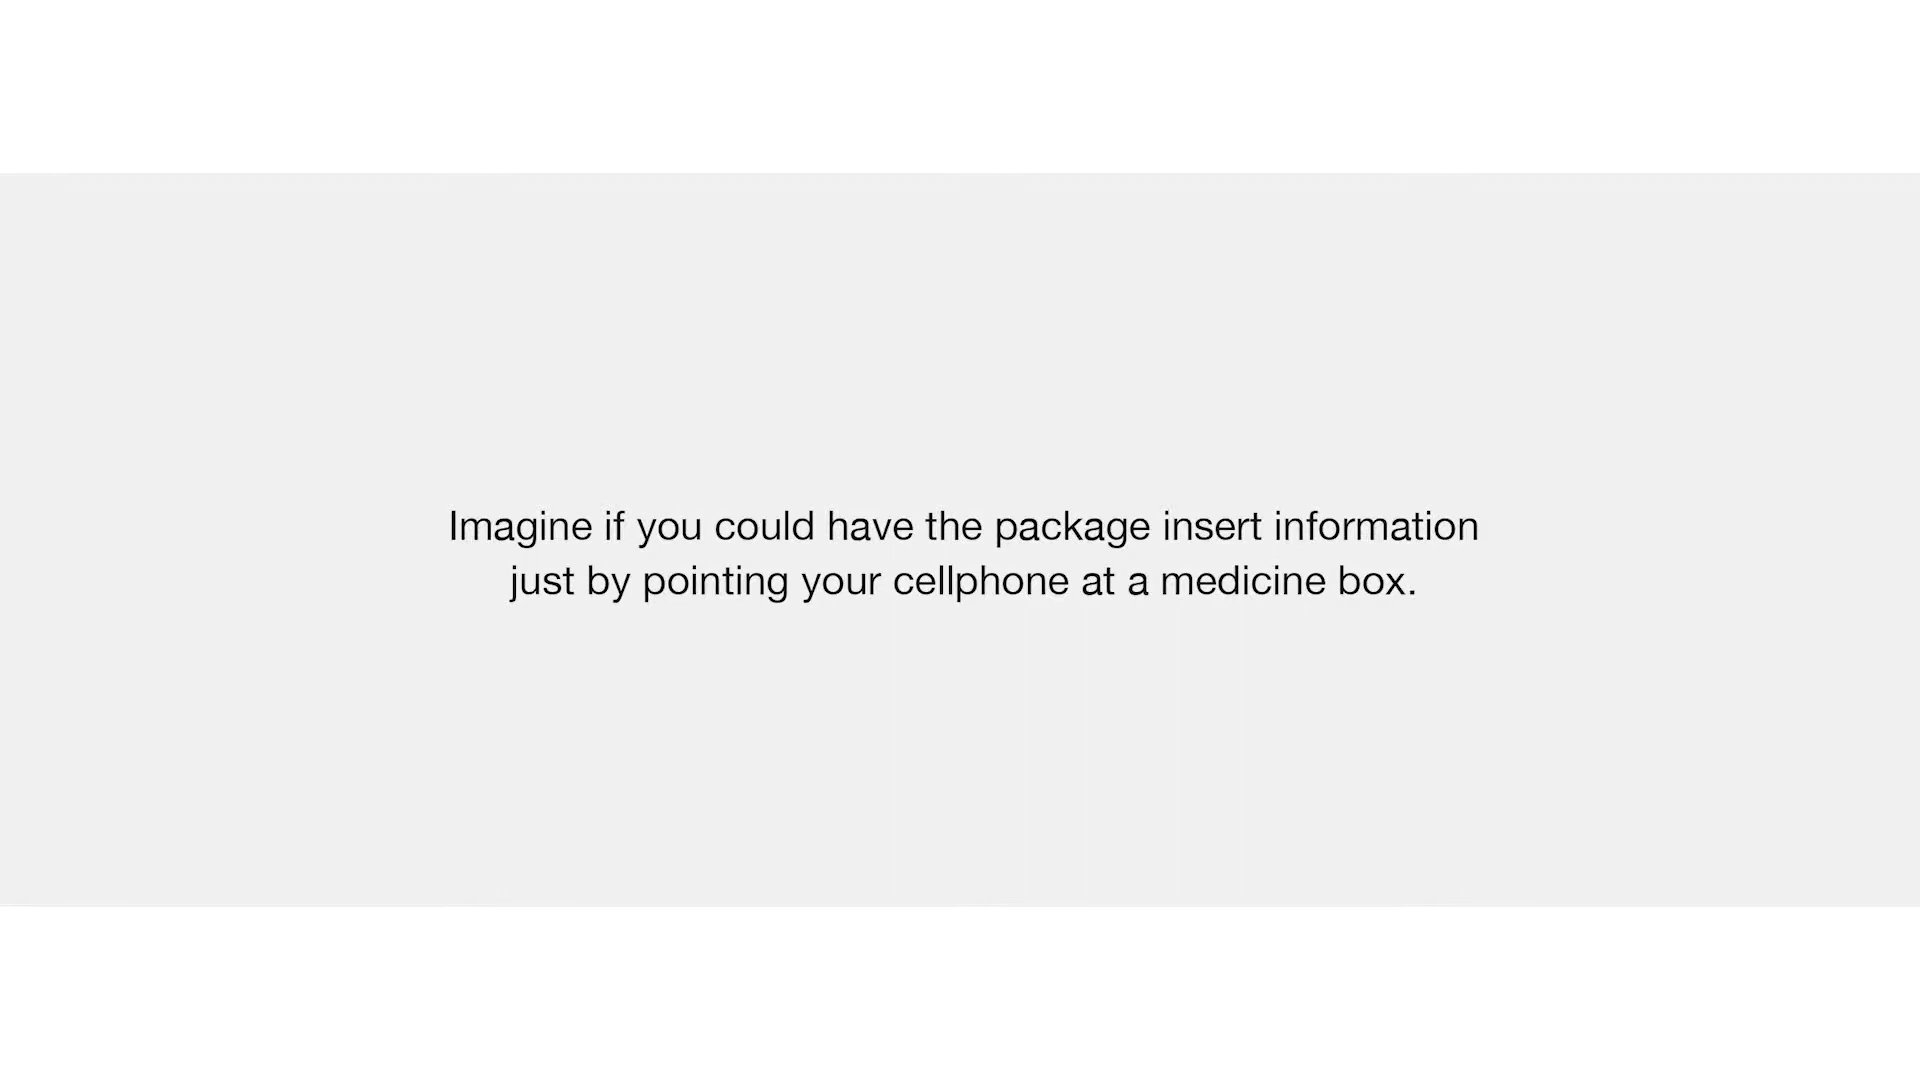 Imagine if you could have the package insert information
just by pointing your cellphone at a medicine box.